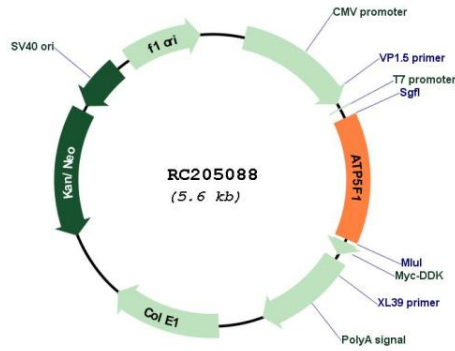 CMV promoter
VP1.5 primer
T7 promoter
SgfI
ATP5F1
MluI
Myc-DDK
XL39 primer
PolyA signal
Col E1
Kan/Neo
SV40 ori
f1 ori
RC205088
(5.6 kb)